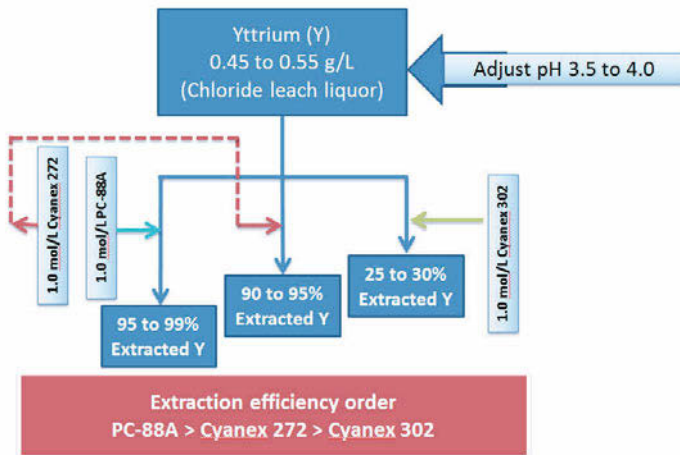 Yttrium (Y)
0.45 to 0.55 g/L
(Chloride leach liquor)
Adjust pH 3.5 to 4.0
1.0 mol/L Cyanex 272
1.0 mol/LPC-88A
1.0 mol/L Cyanex 302
95 to 99%
Extracted Y
90 to 95%
Extracted Y
25 to 30%
Extracted Y
Extraction efficiency order
PC-88A > Cyanex 272 > Cyanex 302